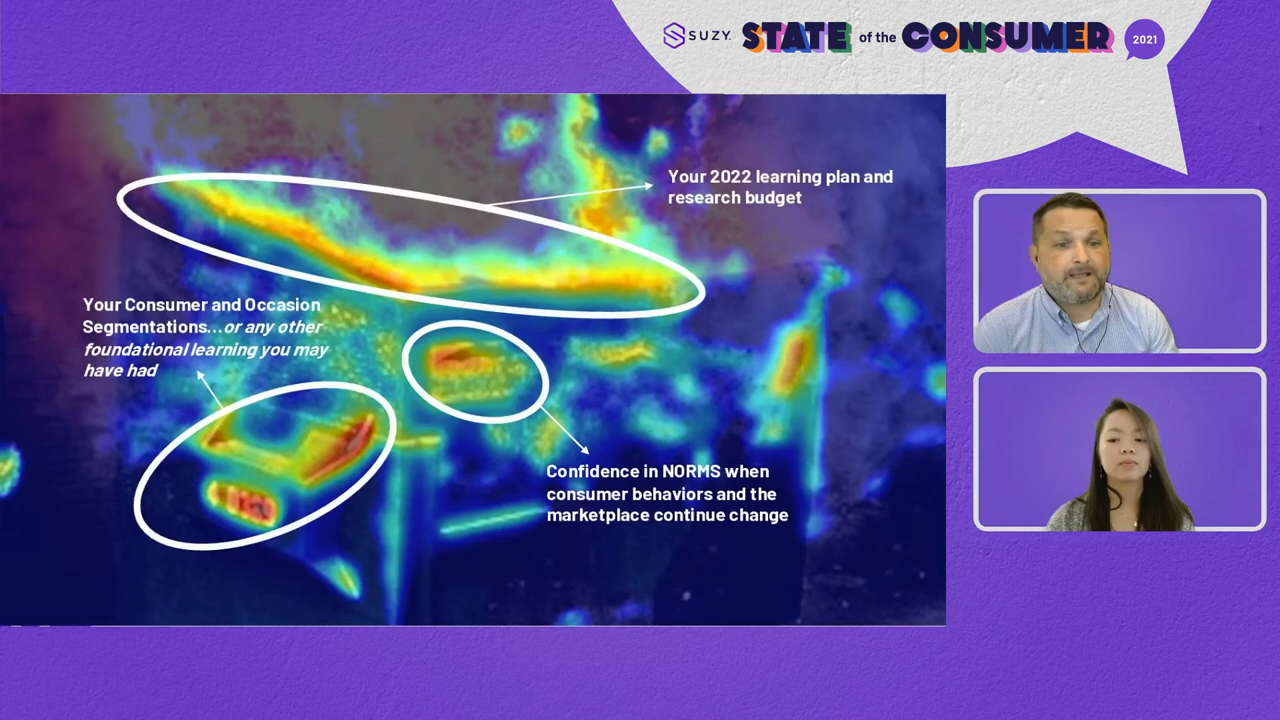 SUZY
STATE of the CONSUMER
2021
Your 2022 learning plan and
research budget
Your Consumer and Occasion
Segmentations...or any other
foundational learning you may
have had
Confidence in NORMS when
consumer behaviors and the
marketplace continue change